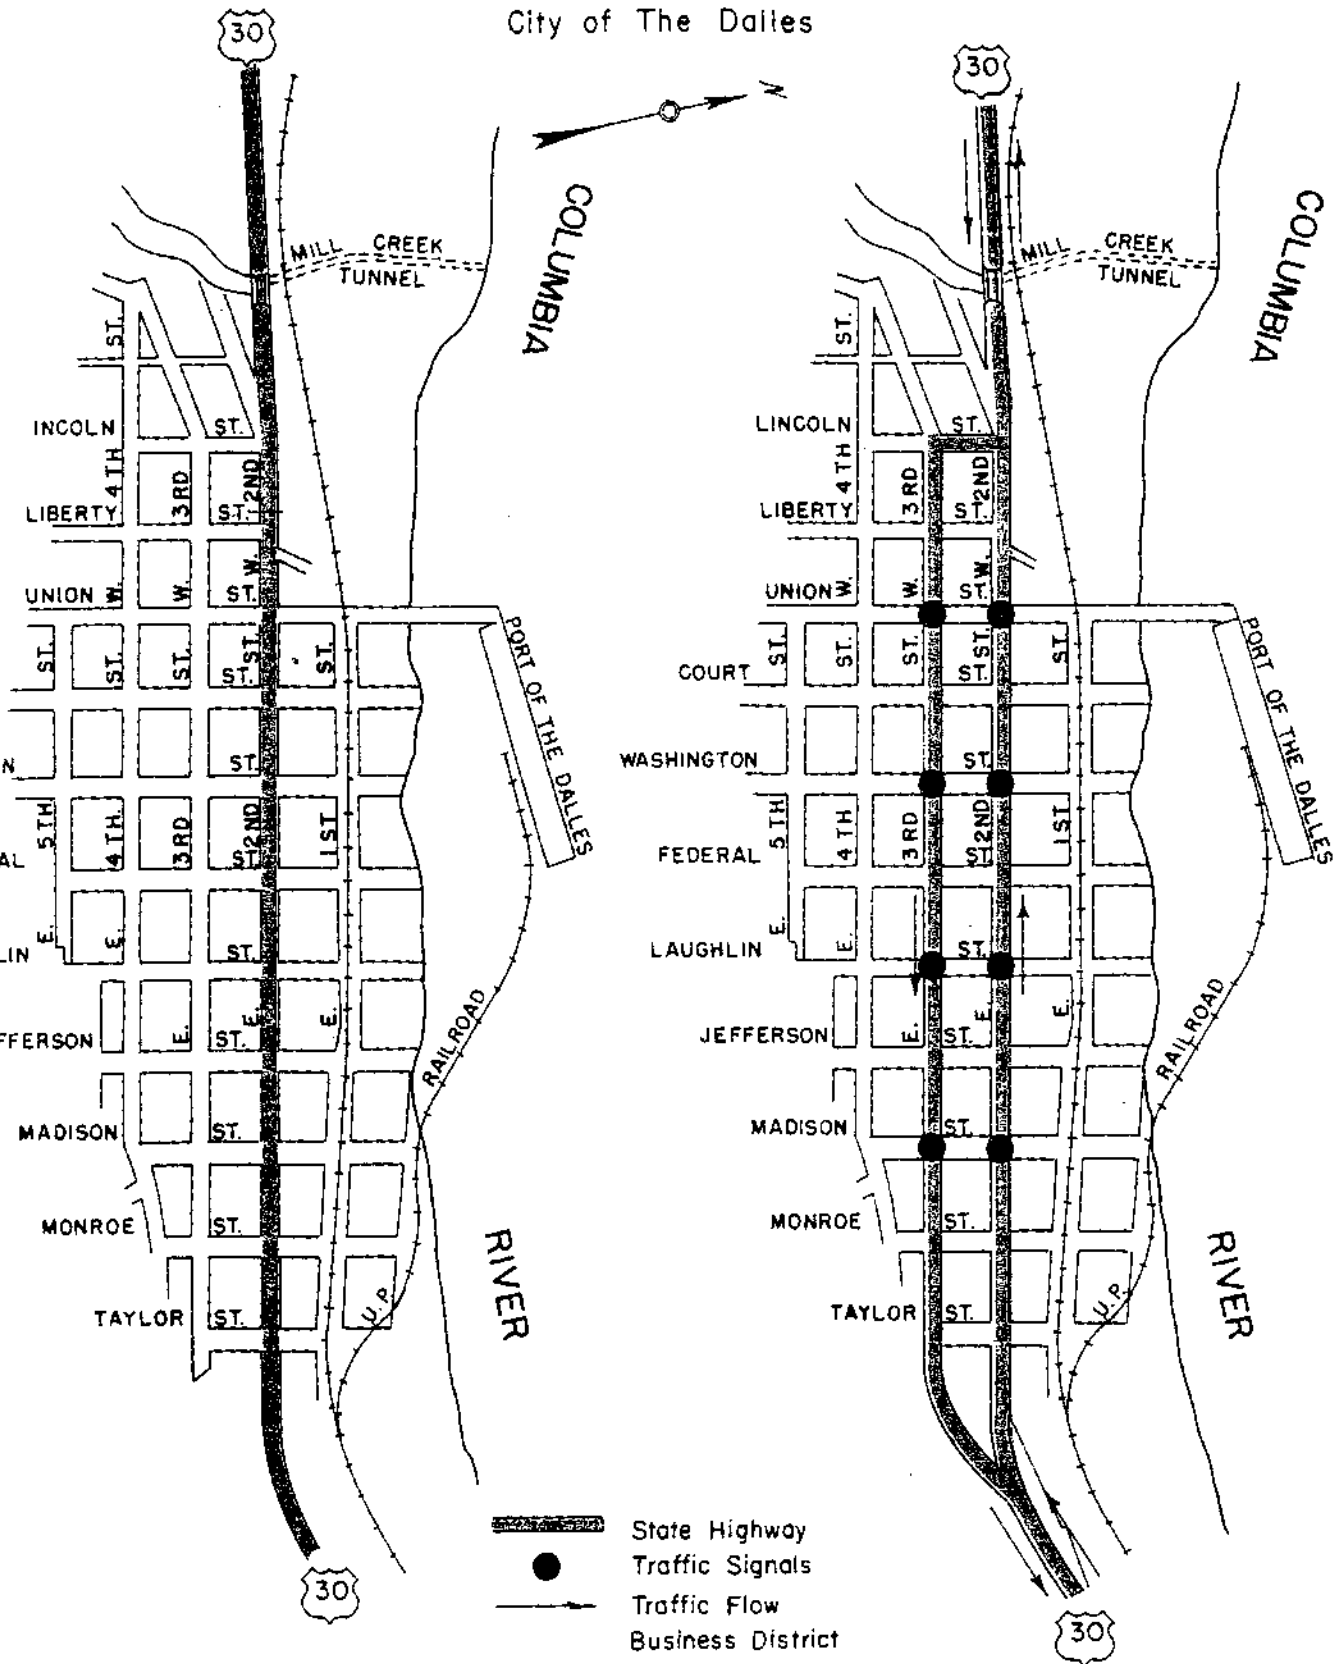 City of The Dalles
30
30
N
COLUMBIA
COLUMBIA
MILL CREEK
TUNNEL
MILL CREEK
TUNNEL
ST.
ST.
INCOLN ST.
LINCOLN ST.
4TH 3RD 2ND
4TH 3RD 2ND
LIBERTY ST.
LIBERTY ST.
W. W. W.
W. W. W.
UNION ST.
UNION ST.
ST. ST. ST. ST. ST.
ST. ST. ST. ST. ST.
ST.
COURT ST.
PORT OF THE DALLES
PORT OF THE DALLES
N ST.
WASHINGTON ST.
5TH 4TH. 3RD 2ND 1ST
5TH 4TH 3RD 2ND 1ST
AL ST.
FEDERAL ST.
E. E. E. E. E.
E. E. E. E. E.
LIN ST.
LAUGHLIN ST.
FFERSON ST.
JEFFERSON ST.
RAILROAD
RAILROAD
MADISON ST.
MADISON ST.
MONROE ST.
MONROE ST.
RIVER
RIVER
TAYLOR ST.
TAYLOR ST.
U.P.
U.P.
State Highway
Traffic Signals
Traffic Flow
Business District
30
30